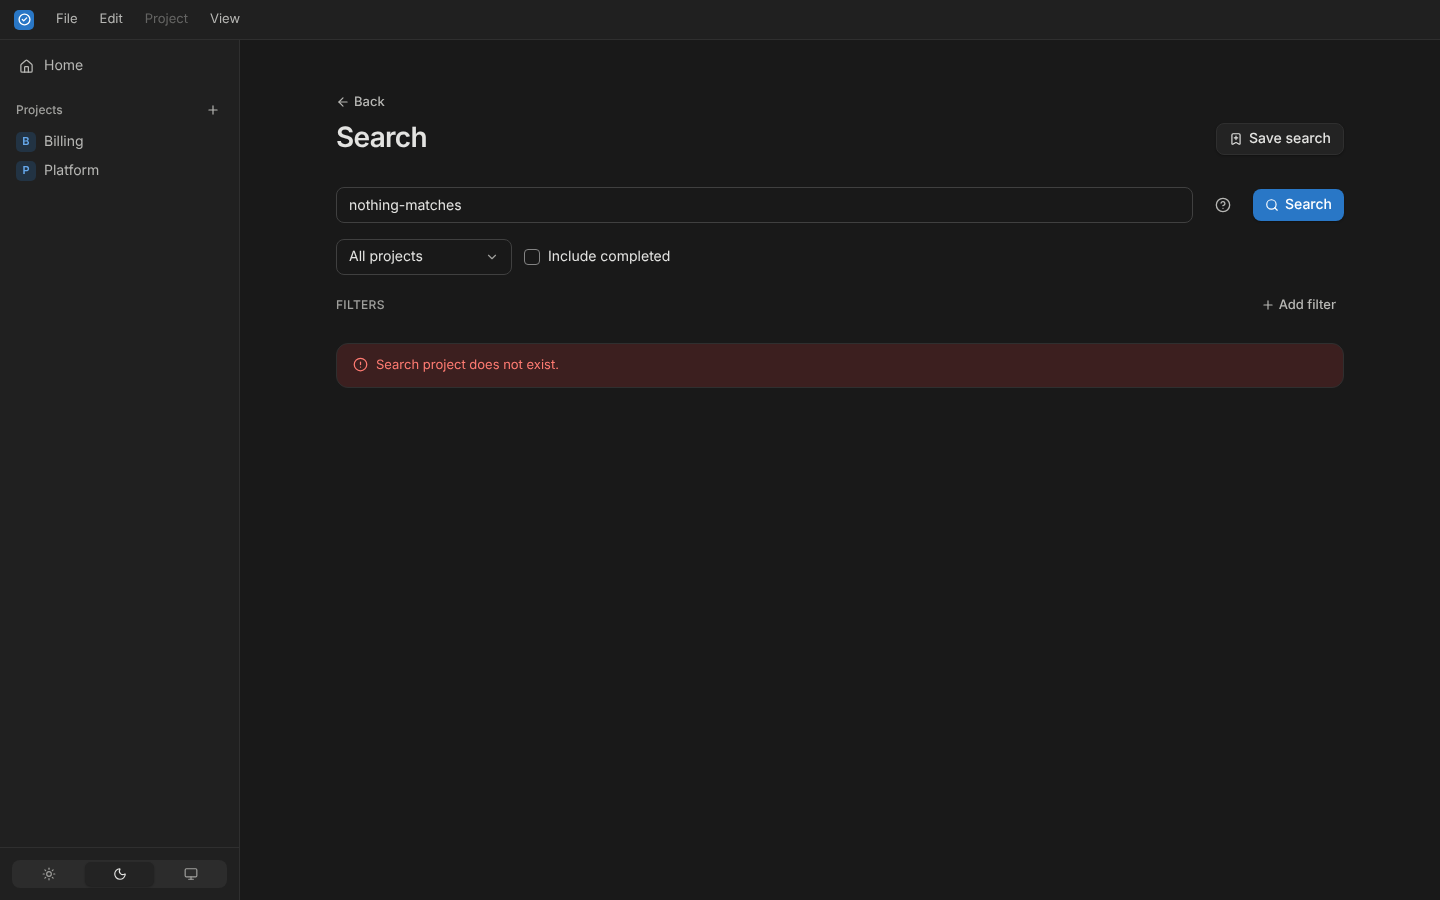 File Edit Project View
Home
Projects
B Billing
P Platform
Back
Search
Save search
nothing-matches
Search
All projects
Include completed
FILTERS
Add filter
Search project does not exist.